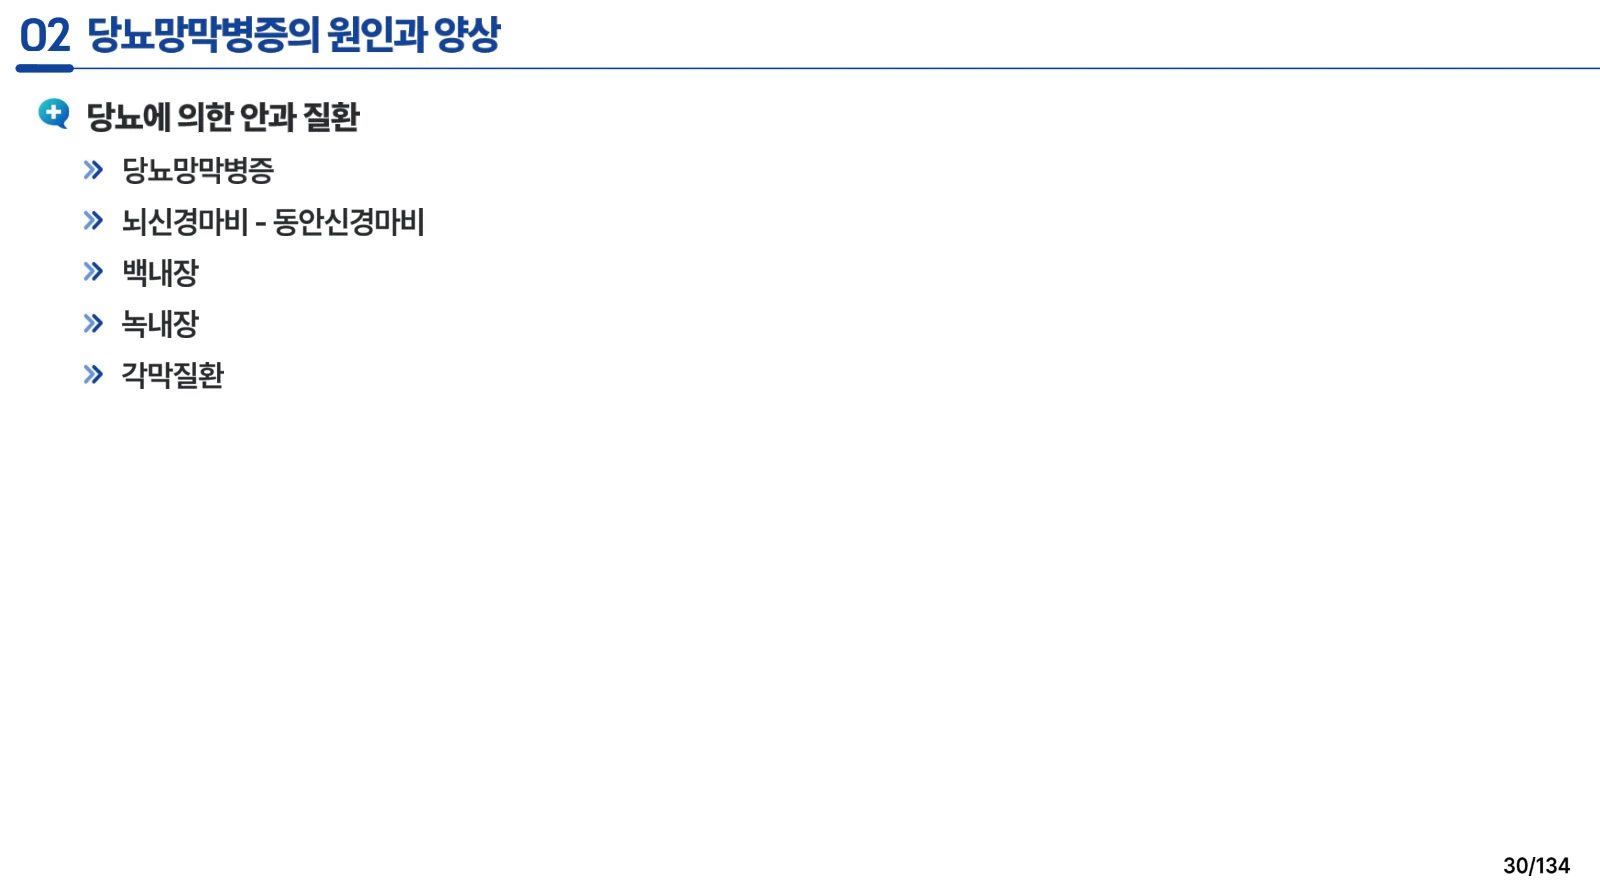 02 당뇨망막병증의 원인과 양상
당뇨에 의한 안과 질환
당뇨망막병증
뇌신경마비 - 동안신경마비
백내장
녹내장
각막질환
30/134